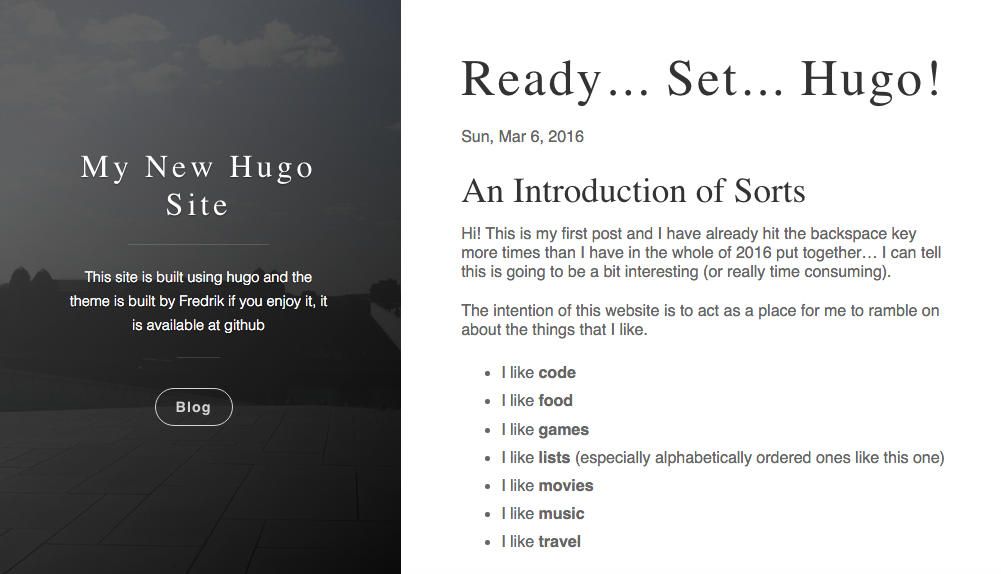 My New Hugo
Site
This site is built using hugo and the
theme is built by Fredrik if you enjoy it, it
is available at github
Blog
Ready… Set… Hugo!
Sun, Mar 6, 2016
An Introduction of Sorts
Hi! This is my first post and I have already hit the backspace key
more times than I have in the whole of 2016 put together… I can tell
this is going to be a bit interesting (or really time consuming).
The intention of this website is to act as a place for me to ramble on
about the things that I like.
• I like code
• I like food
• I like games
• I like lists (especially alphabetically ordered ones like this one)
• I like movies
• I like music
• I like travel